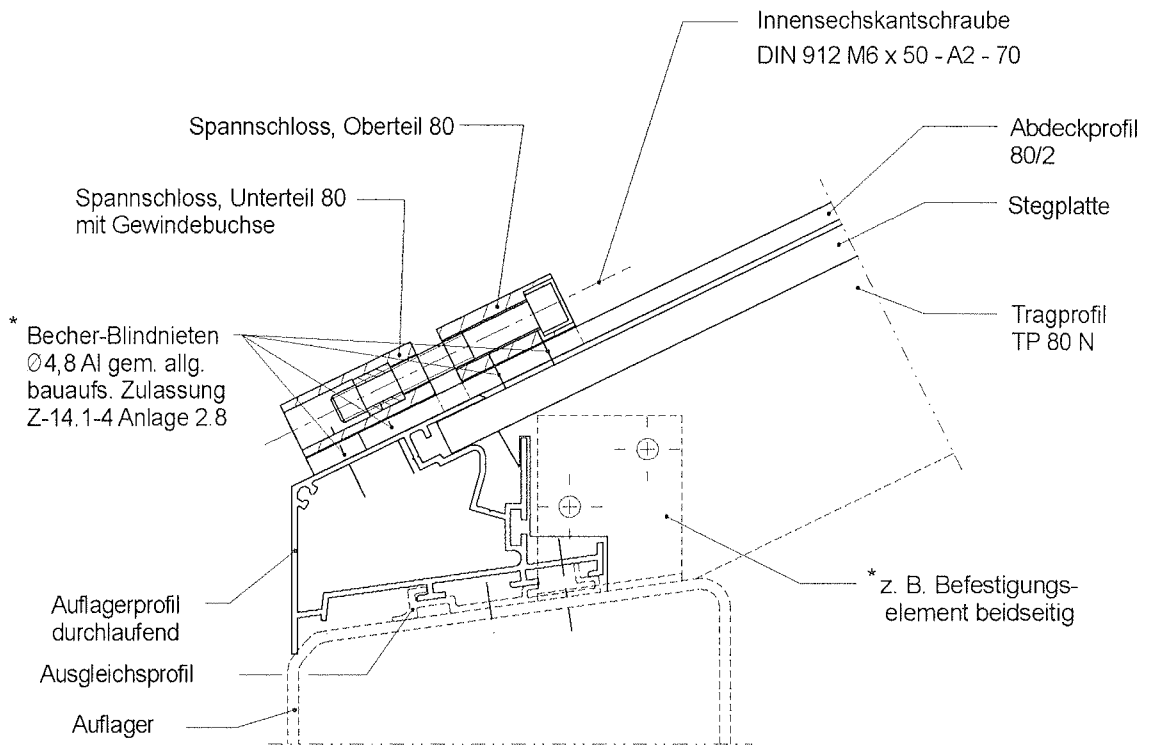 Innensechskantschraube
DIN 912 M6 x 50 - A2 - 70
Spannschloss, Oberteil 80
Abdeckprofil
80/2
Spannschloss, Unterteil 80
mit Gewindebuchse
Stegplatte
* Becher-Blindnieten
Ø4,8 Al gem. allg.
bauaufs. Zulassung
Z-14.1-4 Anlage 2.8
Tragprofil
TP 80 N
* z. B. Befestigungs-
element beidseitig
Auflagerprofil
durchlaufend
Ausgleichsprofil
Auflager